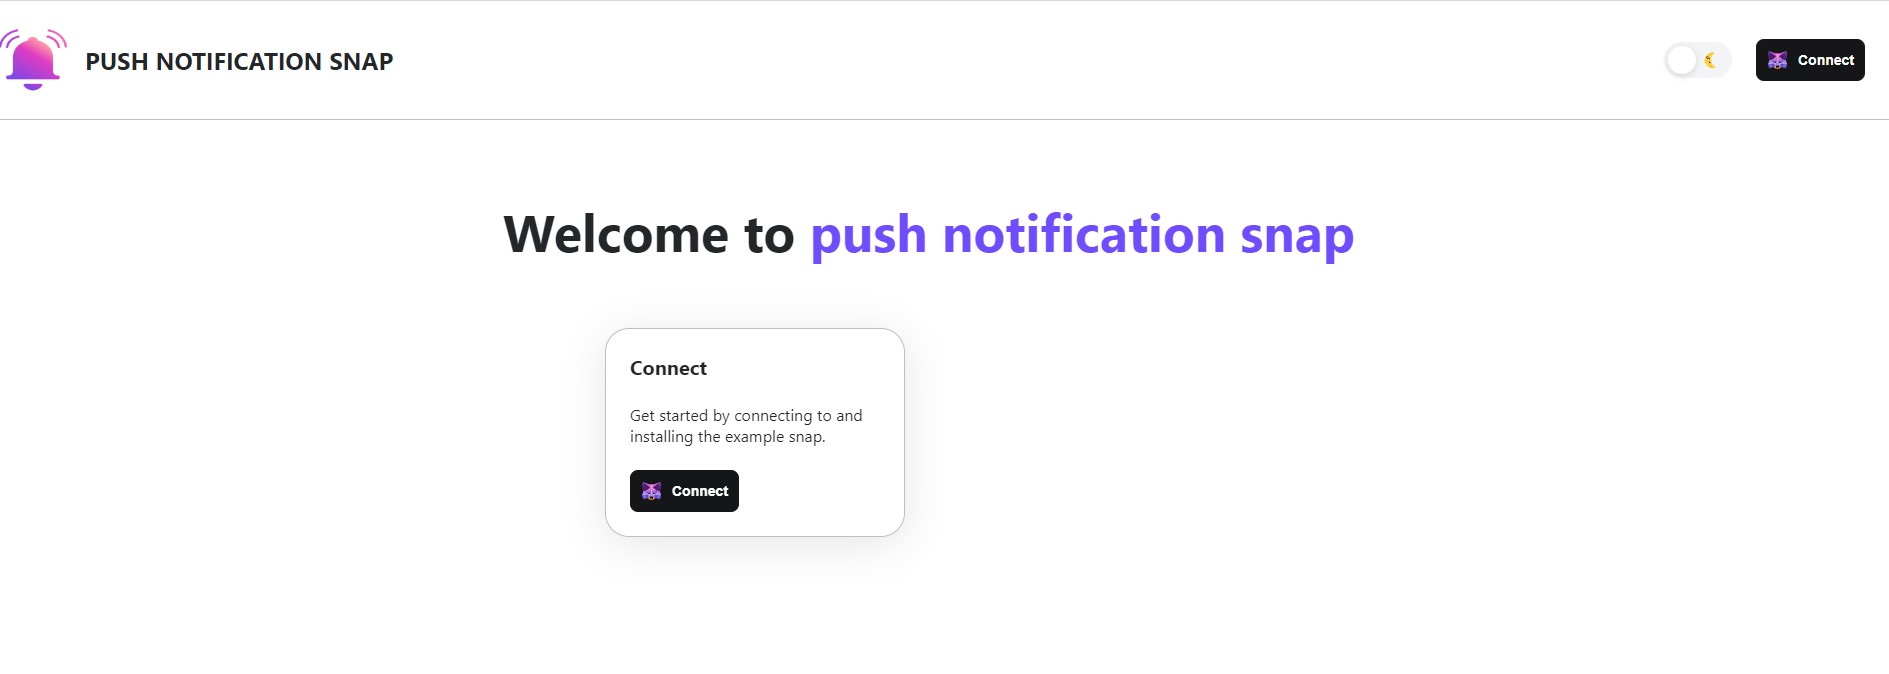 PUSH NOTIFICATION SNAP
Connect
Welcome to push notification snap
Connect
Get started by connecting to and
installing the example snap.
Connect